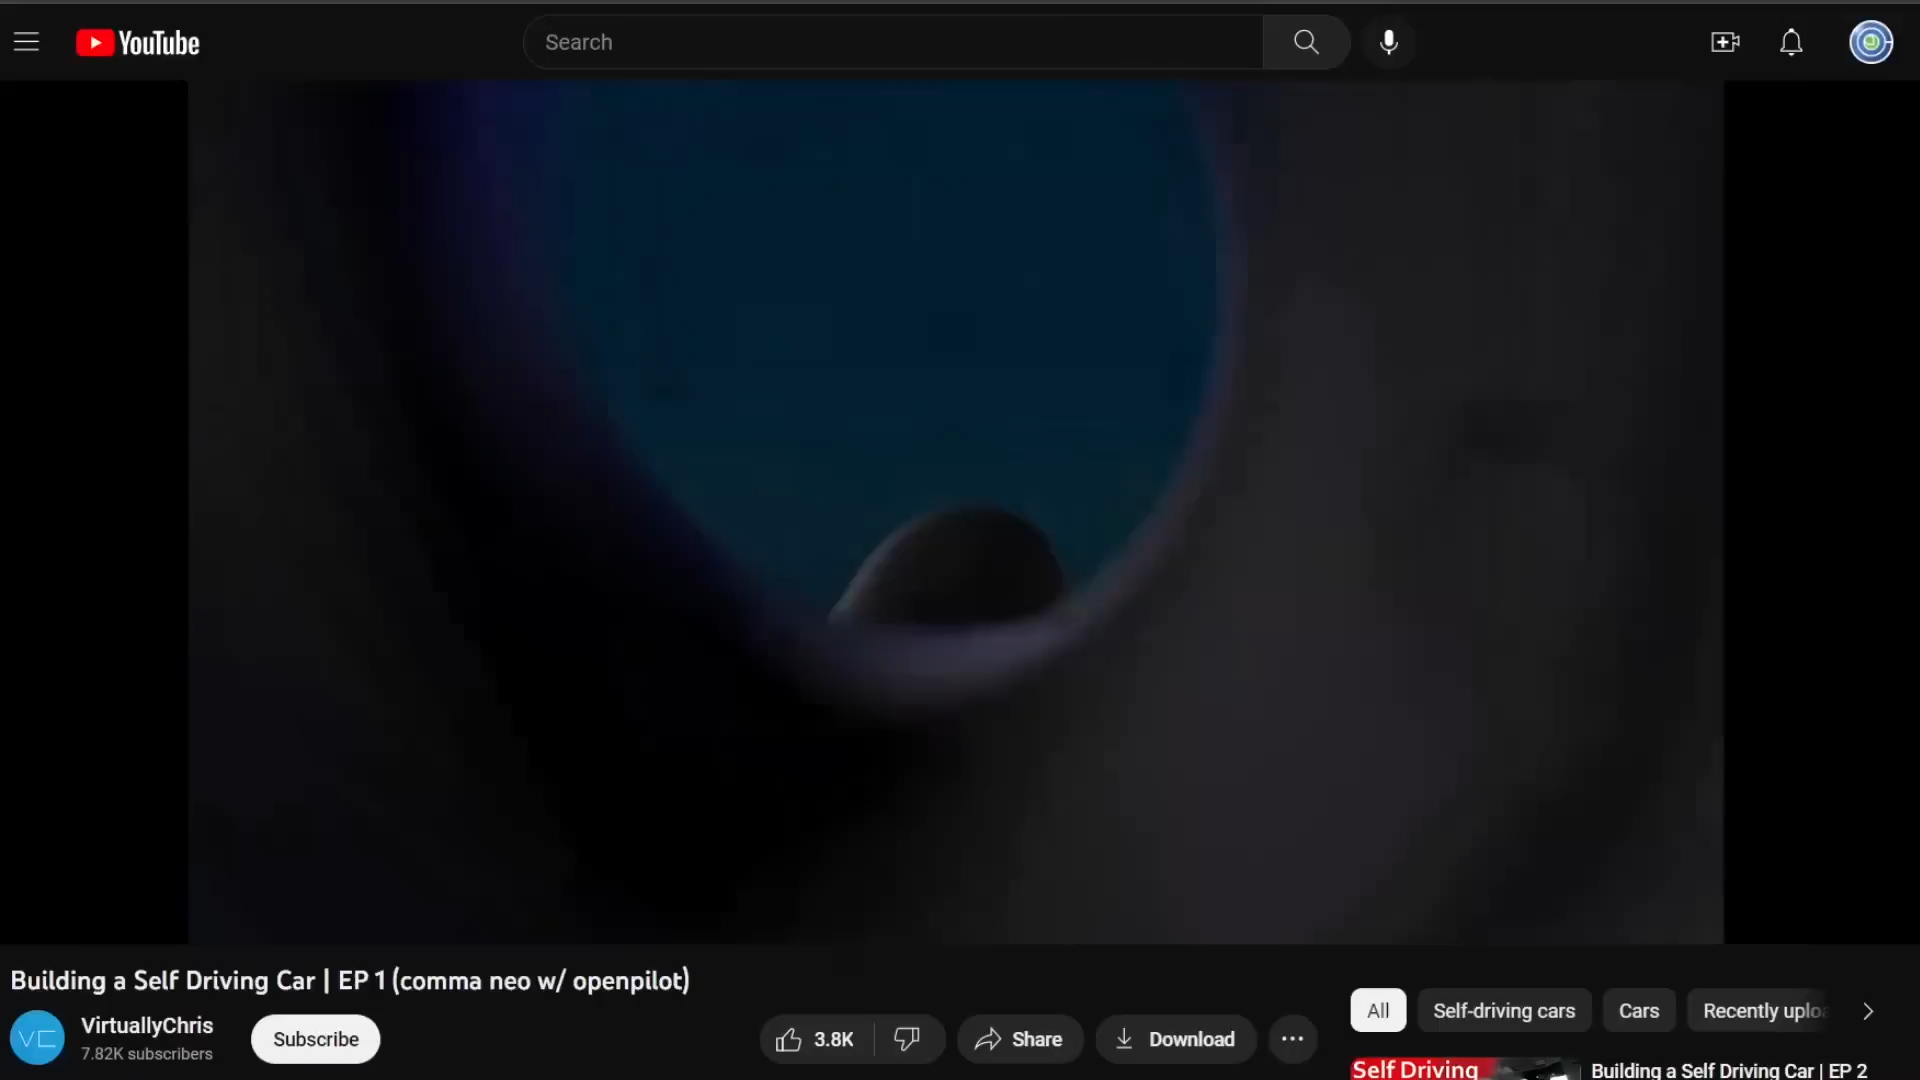 YouTube
Search
Building a Self Driving Car | EP 1 (comma neo w/ openpilot)
VC
VirtuallyChris
7.82K subscribers
Subscribe
3.8K
Share
Download
All
Self-driving cars
Cars
Recently uplo
Self Driving
Building a Self Driving Car | EP 2